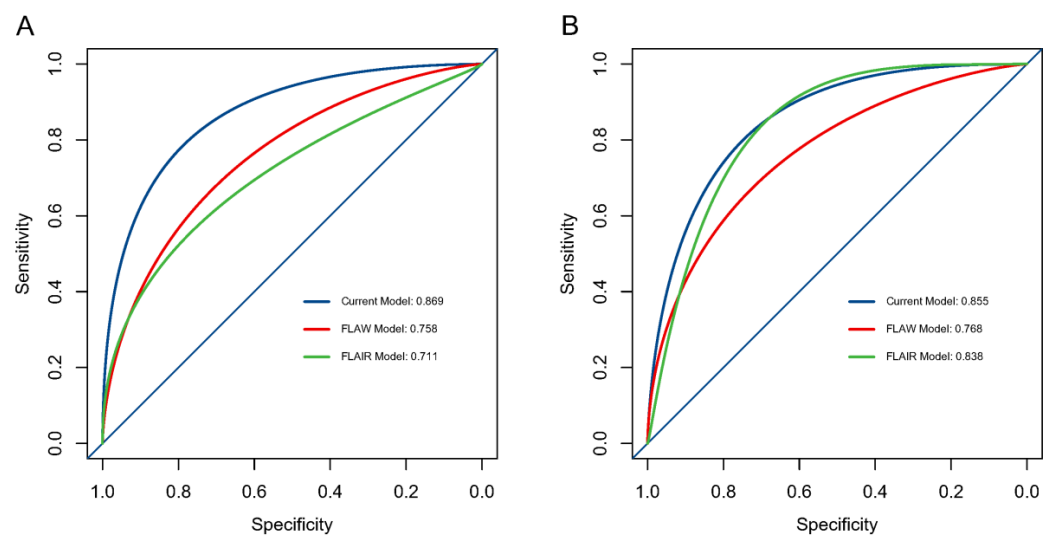 A
1.0
0.8
0.6
0.4
0.2
0.0
Sensitivity
Current Model: 0.869
FLAW Model: 0.758
FLAIR Model: 0.711
1.0 0.8 0.6 0.4 0.2 0.0
Specificity
B
1.0
0.8
0.6
0.4
0.2
0.0
Sensitivity
Current Model: 0.855
FLAW Model: 0.768
FLAIR Model: 0.838
1.0 0.8 0.6 0.4 0.2 0.0
Specificity